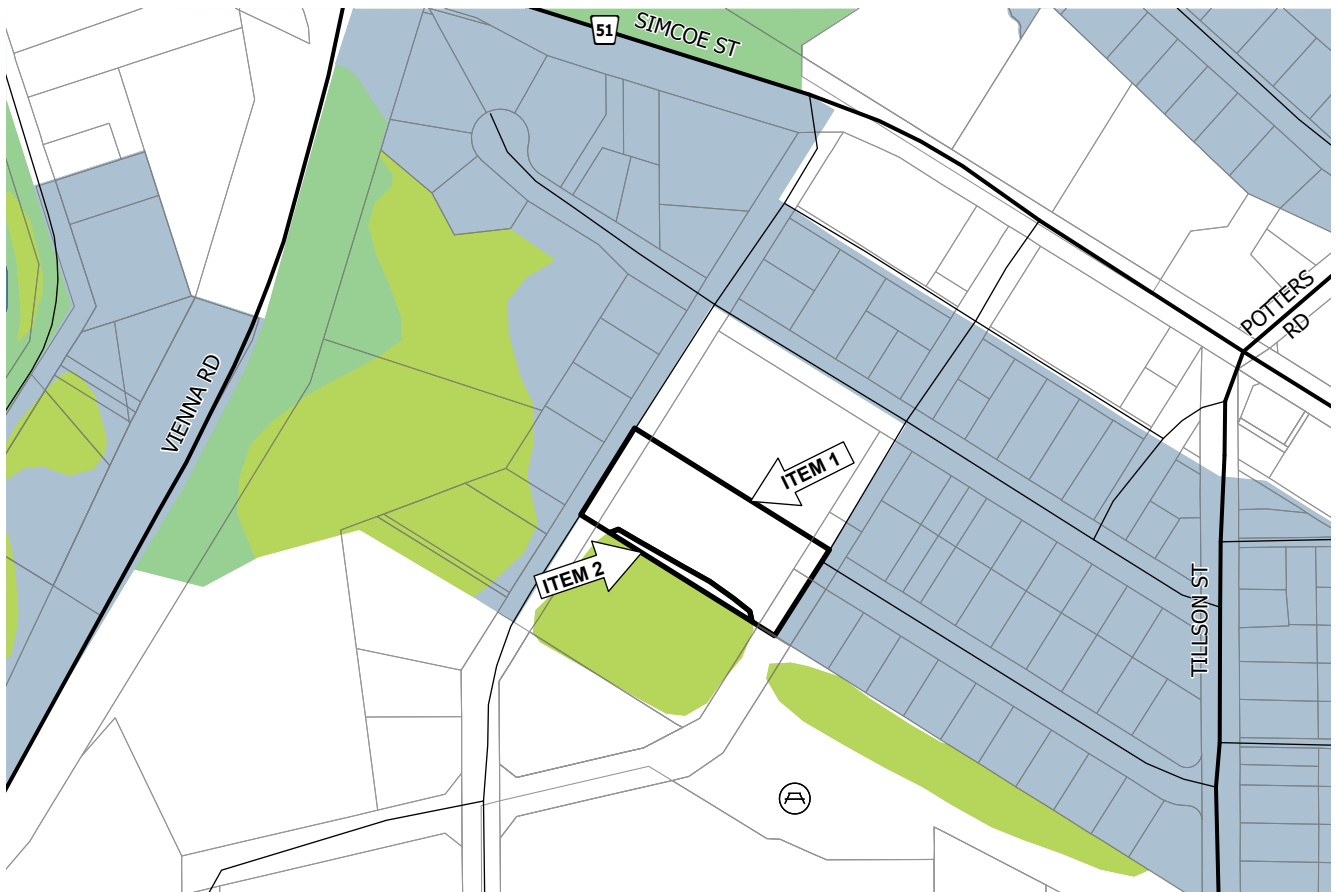 51
SIMCOE ST
POTTERS
RD
VIENNA RD
ITEM 1
ITEM 2
TILLSON ST